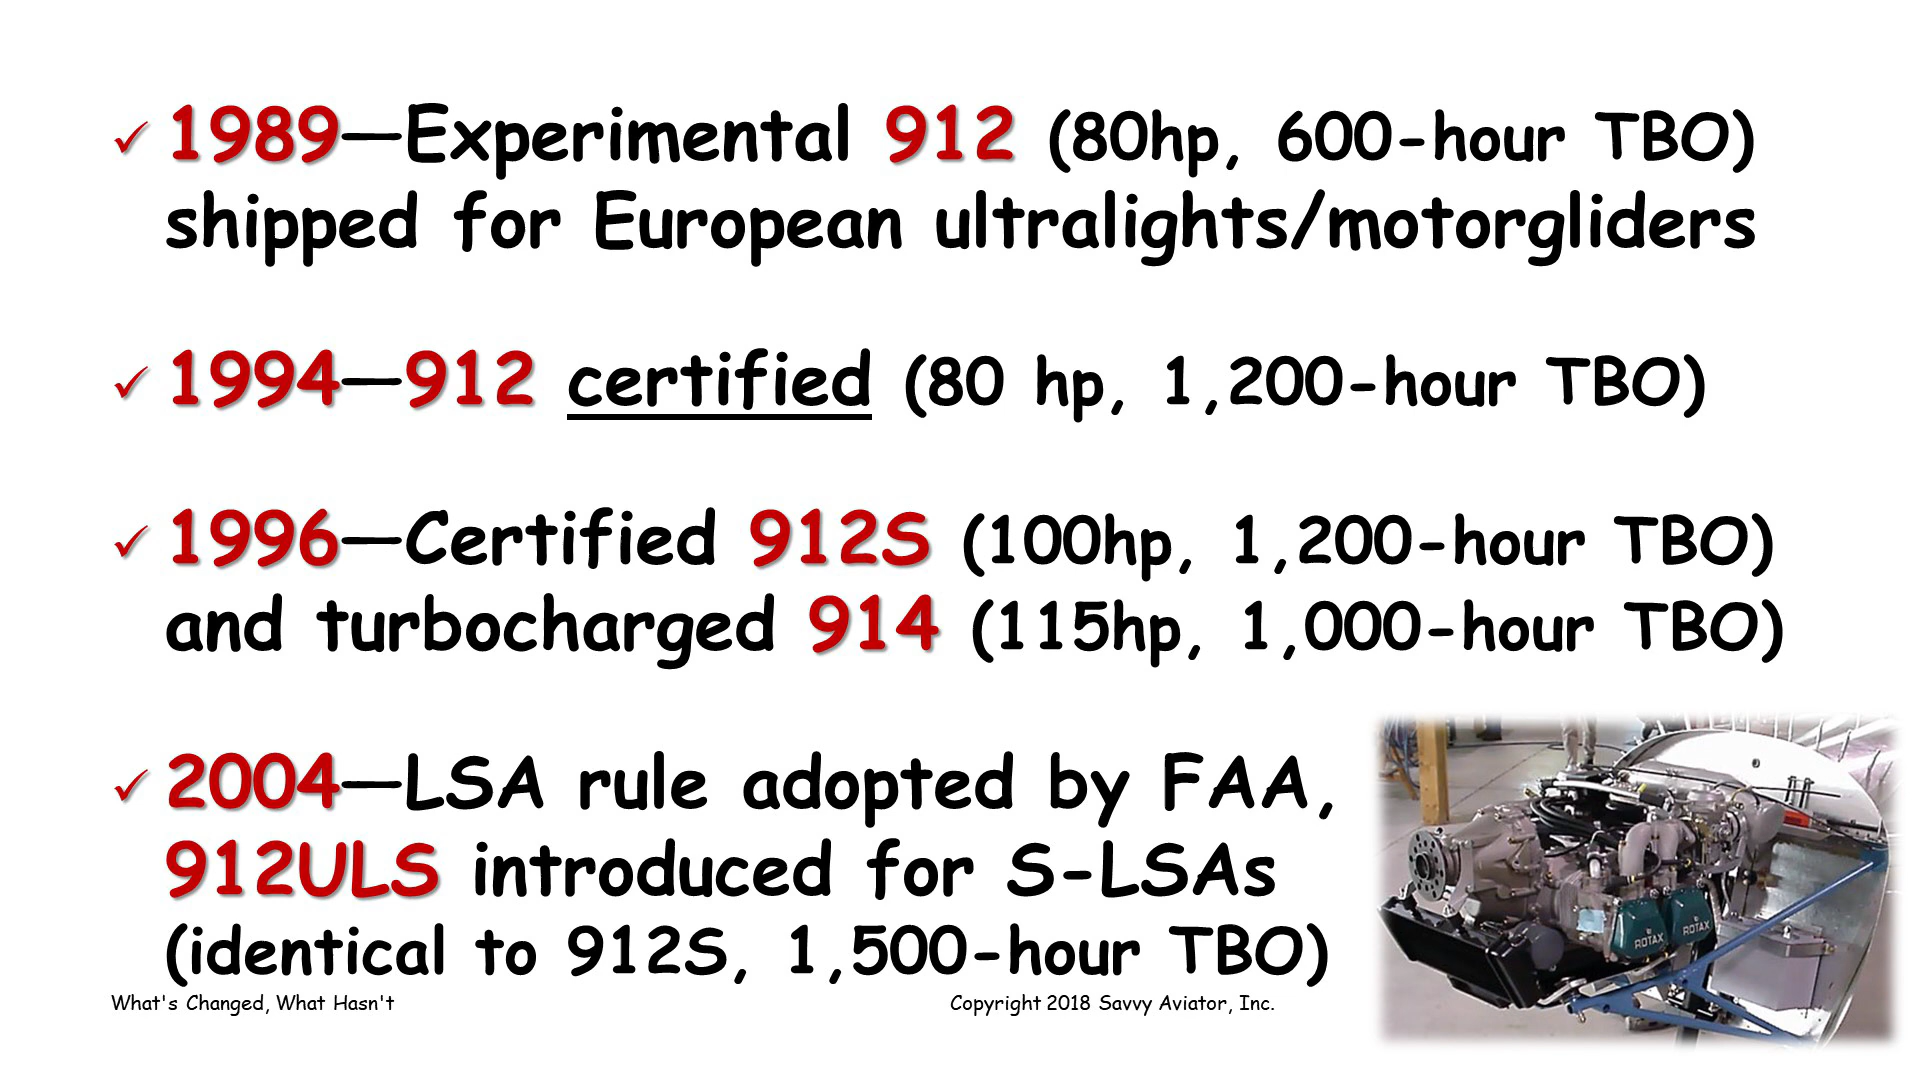 ✓ 1989—Experimental 912 (80hp, 600-hour TBO)
shipped for European ultralights/motorgliders
✓ 1994—912 certified (80 hp, 1,200-hour TBO)
✓ 1996—Certified 912S (100hp, 1,200-hour TBO)
and turbocharged 914 (115hp, 1,000-hour TBO)
✓ 2004—LSA rule adopted by FAA,
912ULS introduced for S-LSAs
(identical to 912S, 1,500-hour TBO)
ROTAX
ROTAX
What's Changed, What Hasn't
Copyright 2018 Savvy Aviator, Inc.